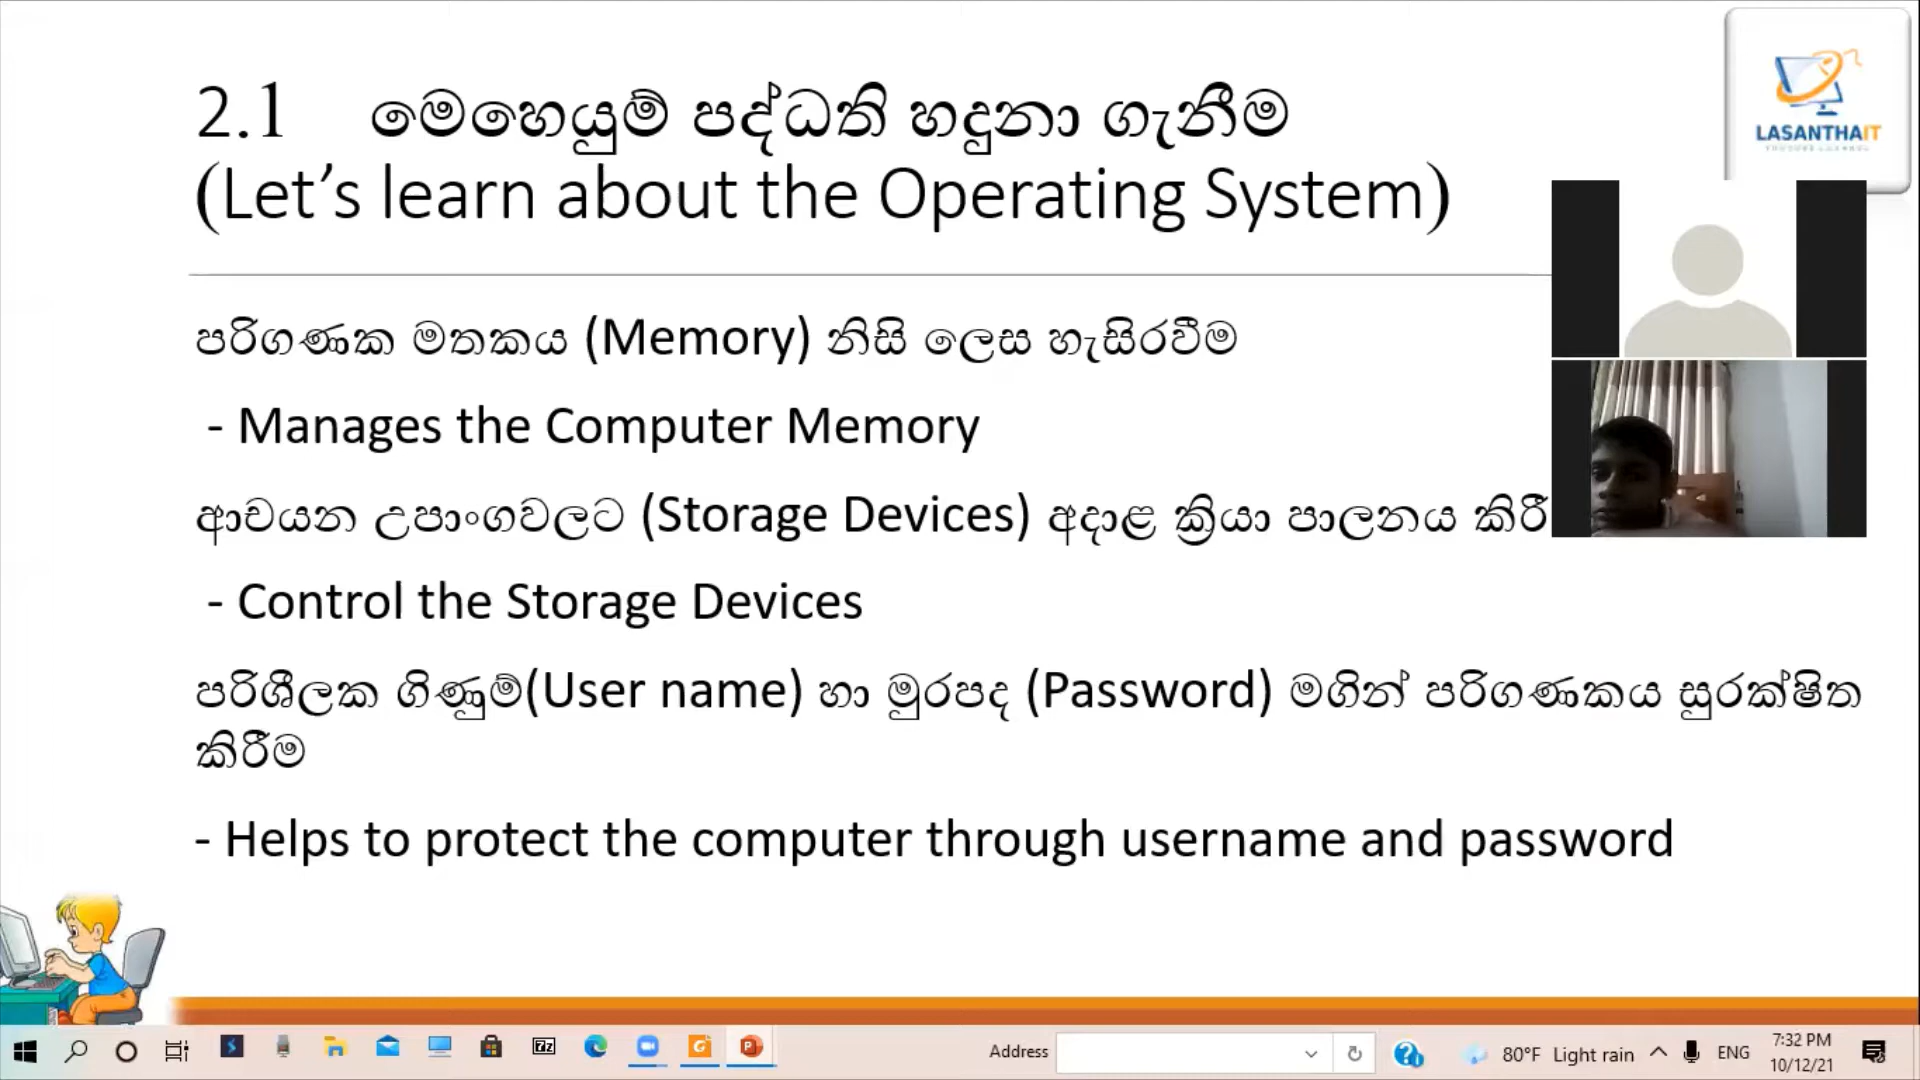 2.1 මෙහෙයුම් පද්ධති හදුනා ගැනීම
(Let’s learn about the Operating System)
LASANTHAIT
පරිගණක මතකය (Memory) නිසි ලෙස හැසිරවීම
- Manages the Computer Memory
ආචයන උපාංගවලට (Storage Devices) අදාළ ක්‍රියා පාලනය කිරී
- Control the Storage Devices
පරිශීලක ගිණුම්(User name) හා මුරපද (Password) මගින් පරිගණකය සුරක්ෂිත
කිරීම
- Helps to protect the computer through username and password
7z
Address
80°F Light rain
ENG
7:32 PM
10/12/21